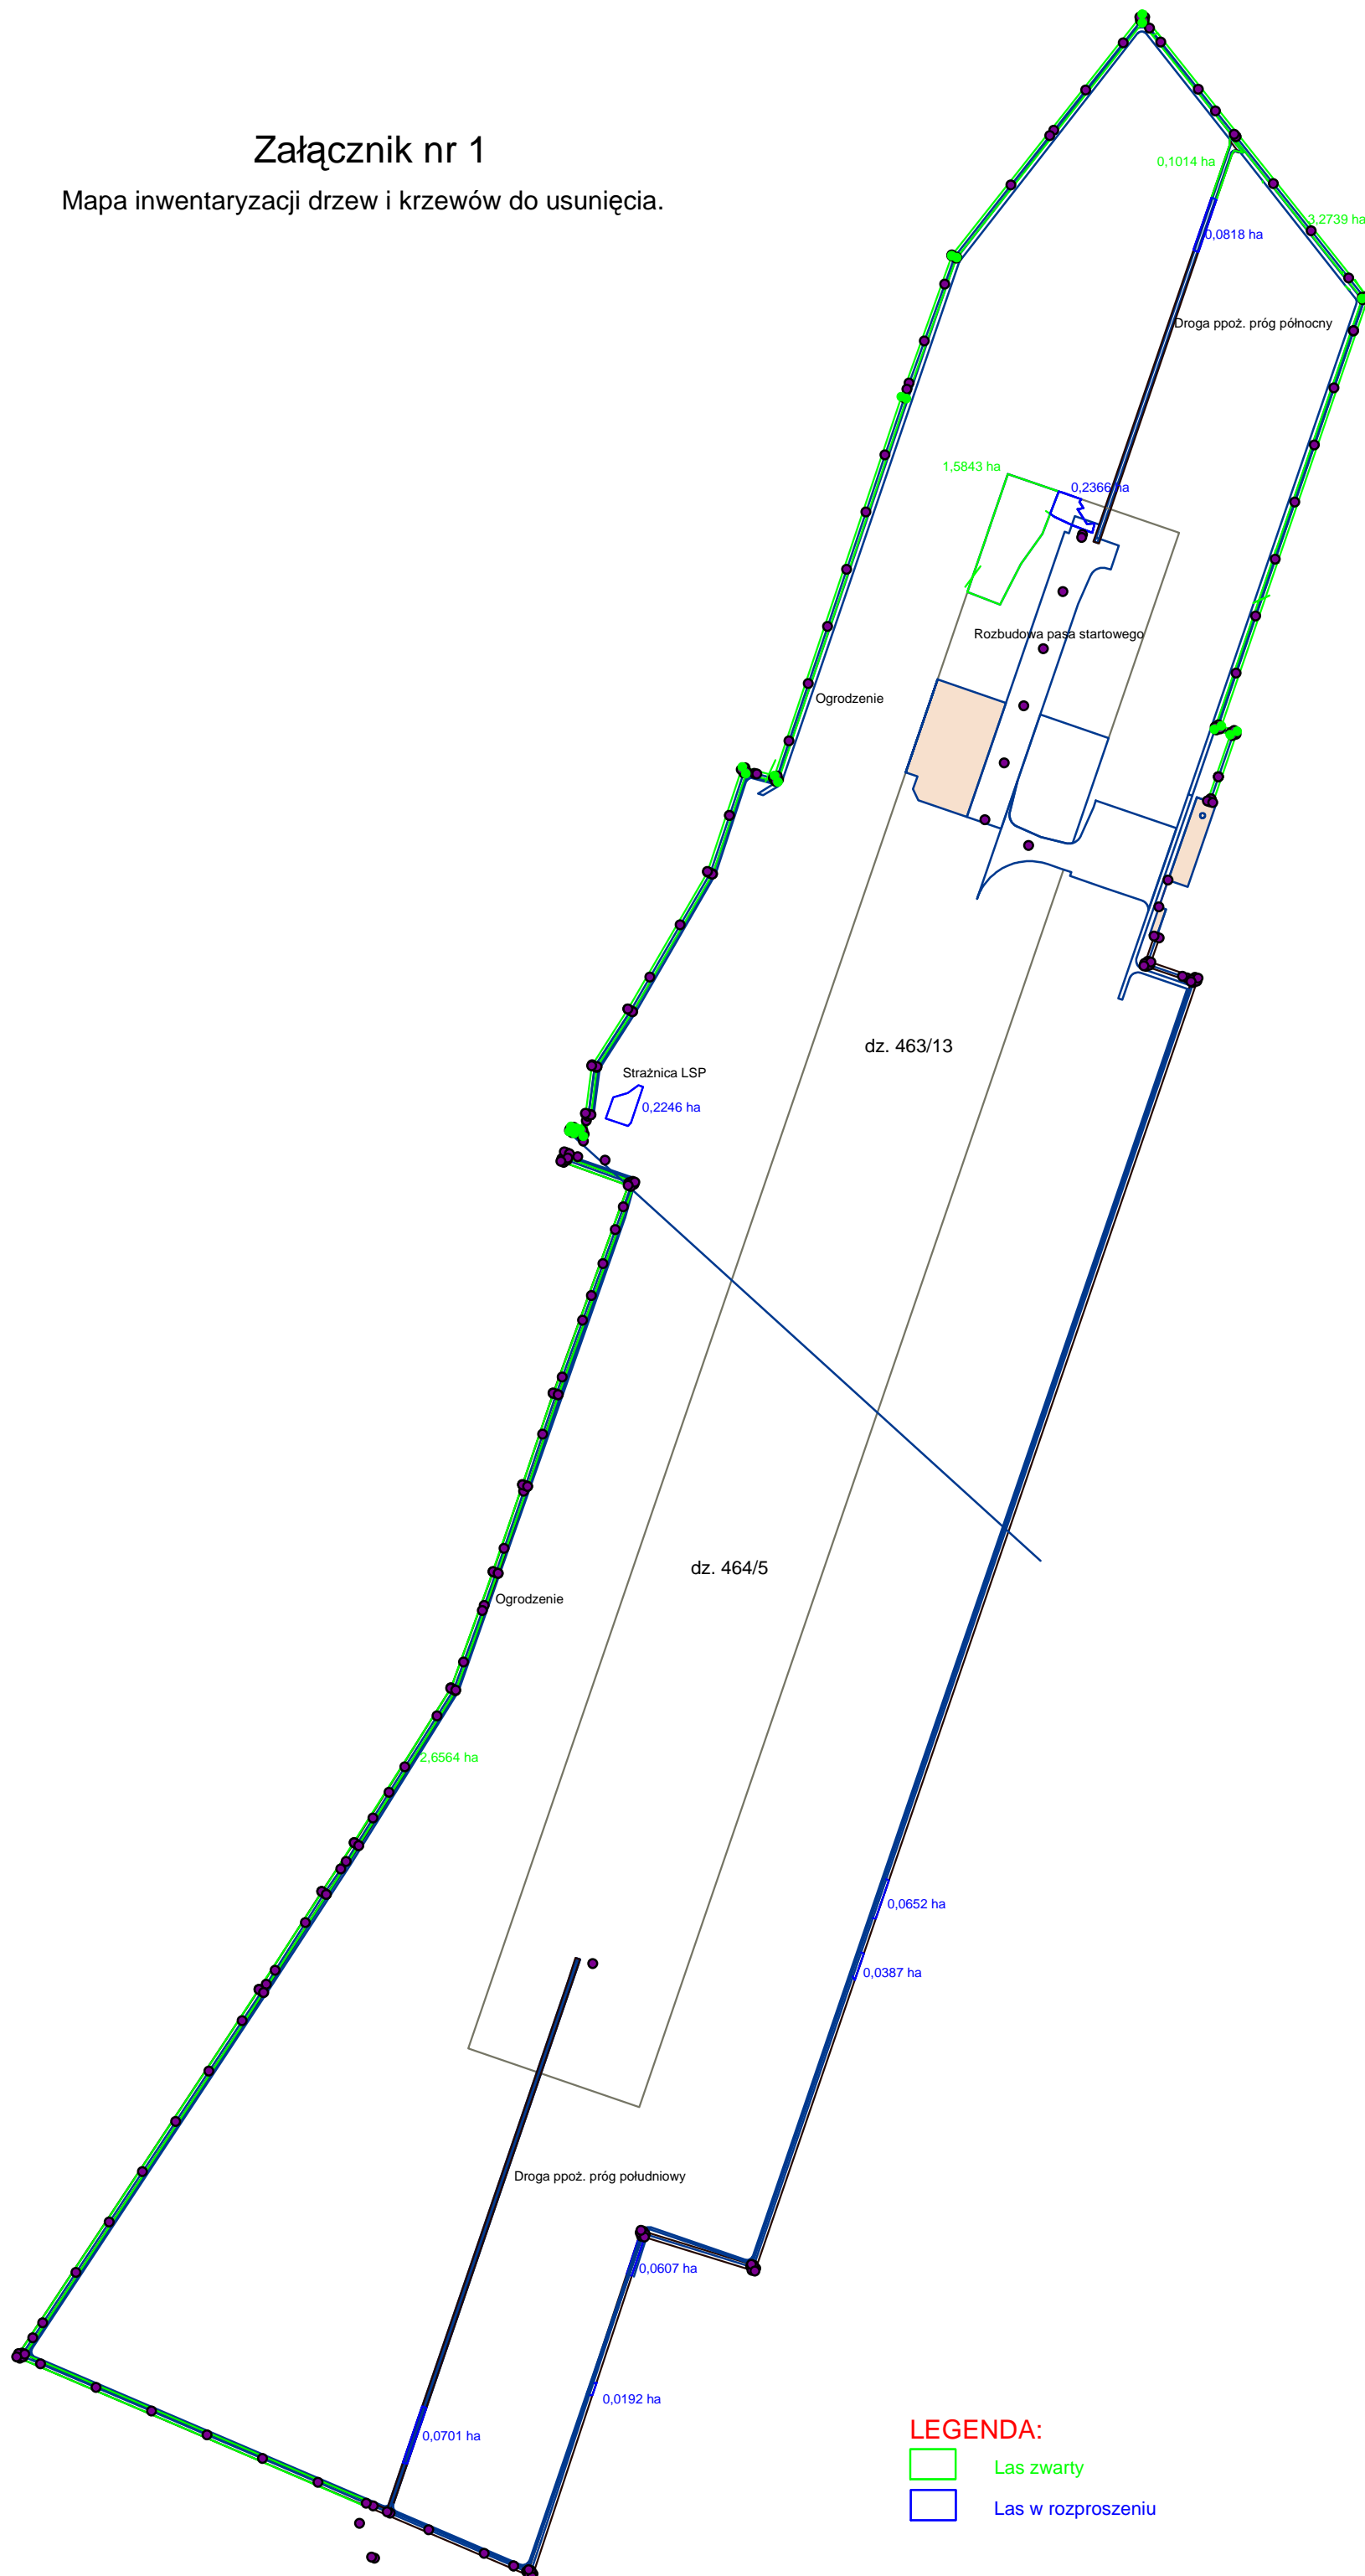 Załącznik nr 1
Mapa inwentaryzacji drzew i krzewów do usunięcia.
0,1014 ha
3,2739 ha
0,0818 ha
Droga ppoż. próg północny
1,5843 ha
0,2366 ha
Rozbudowa pasa startowego
Ogrodzenie
dz. 463/13
Strażnica LSP
0,2246 ha
dz. 464/5
Ogrodzenie
2,6564 ha
0,0652 ha
0,0387 ha
Droga ppoż. próg południowy
0,0607 ha
0,0192 ha
0,0701 ha
LEGENDA:
Las zwarty
Las w rozproszeniu